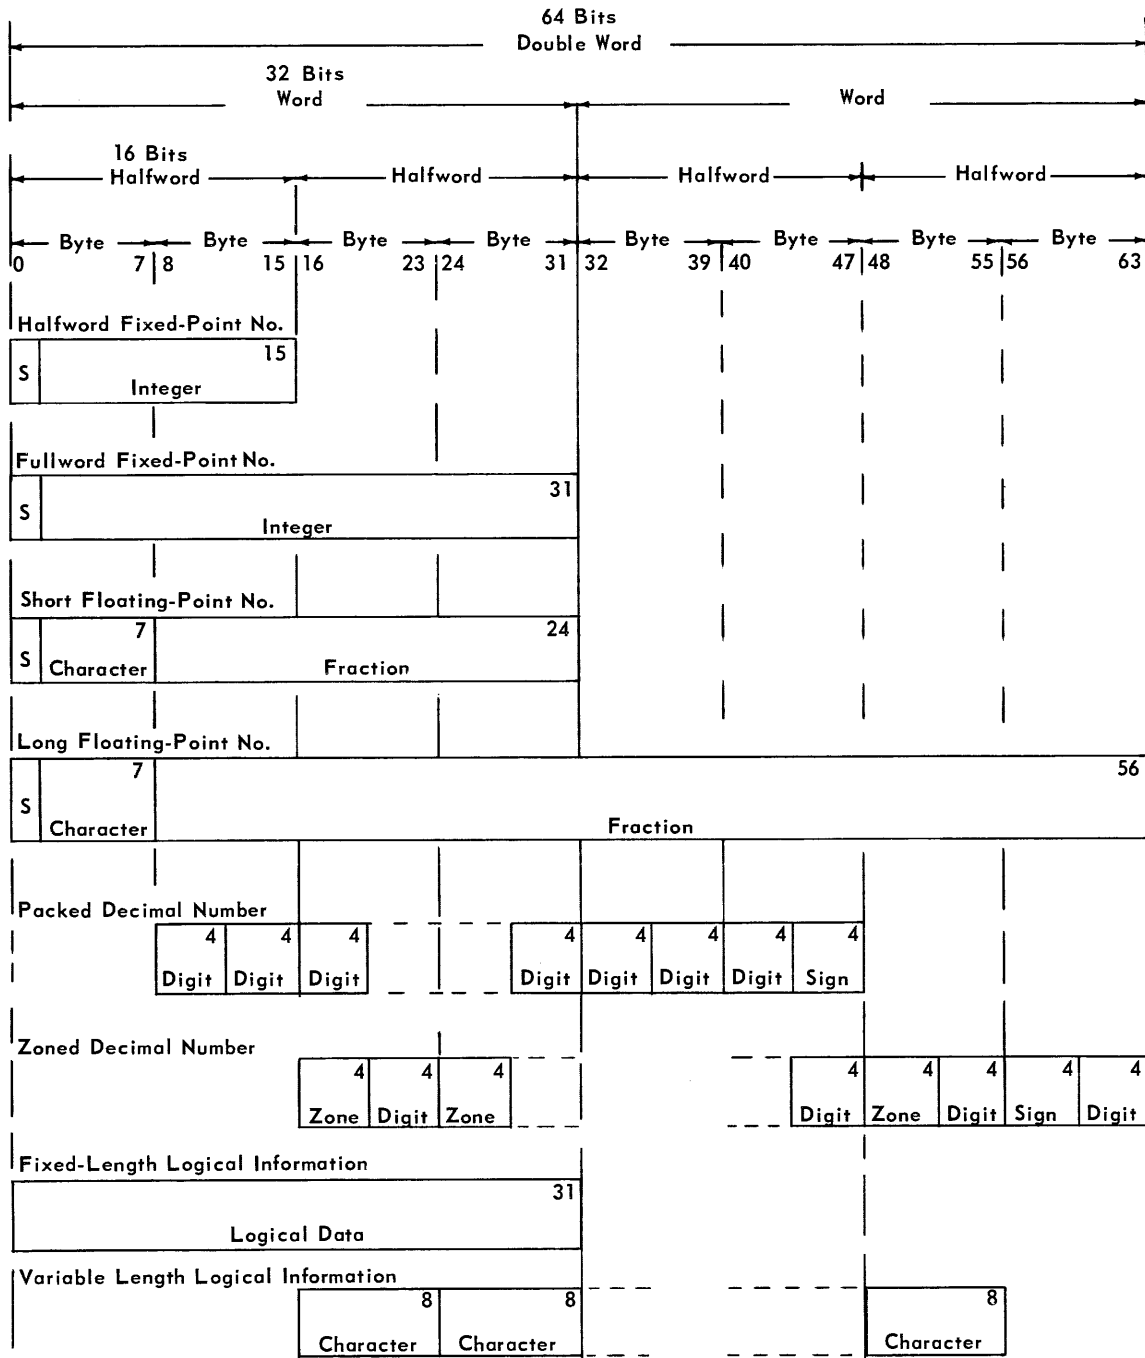 64 Bits
Double Word
32 Bits
Word Word
16 Bits
Halfword Halfword Halfword Halfword
Byte Byte Byte Byte Byte Byte Byte Byte
0 7 8 15 16 23 24 31 32 39 40 47 48 55 56 63
Halfword Fixed-Point No.
15
S Integer
Fullword Fixed-Point No.
31
S Integer
Short Floating-Point No.
7 24
S Character Fraction
Long Floating-Point No.
7 56
S Character Fraction
Packed Decimal Number
4 4 4 4 4 4 4 4
Digit Digit Digit Digit Digit Digit Digit Sign
Zoned Decimal Number
4 4 4 4 4 4 4 4
Zone Digit Zone Digit Zone Digit Sign Digit
Fixed-Length Logical Information
31
Logical Data
Variable Length Logical Information
8 8 8
Character Character Character